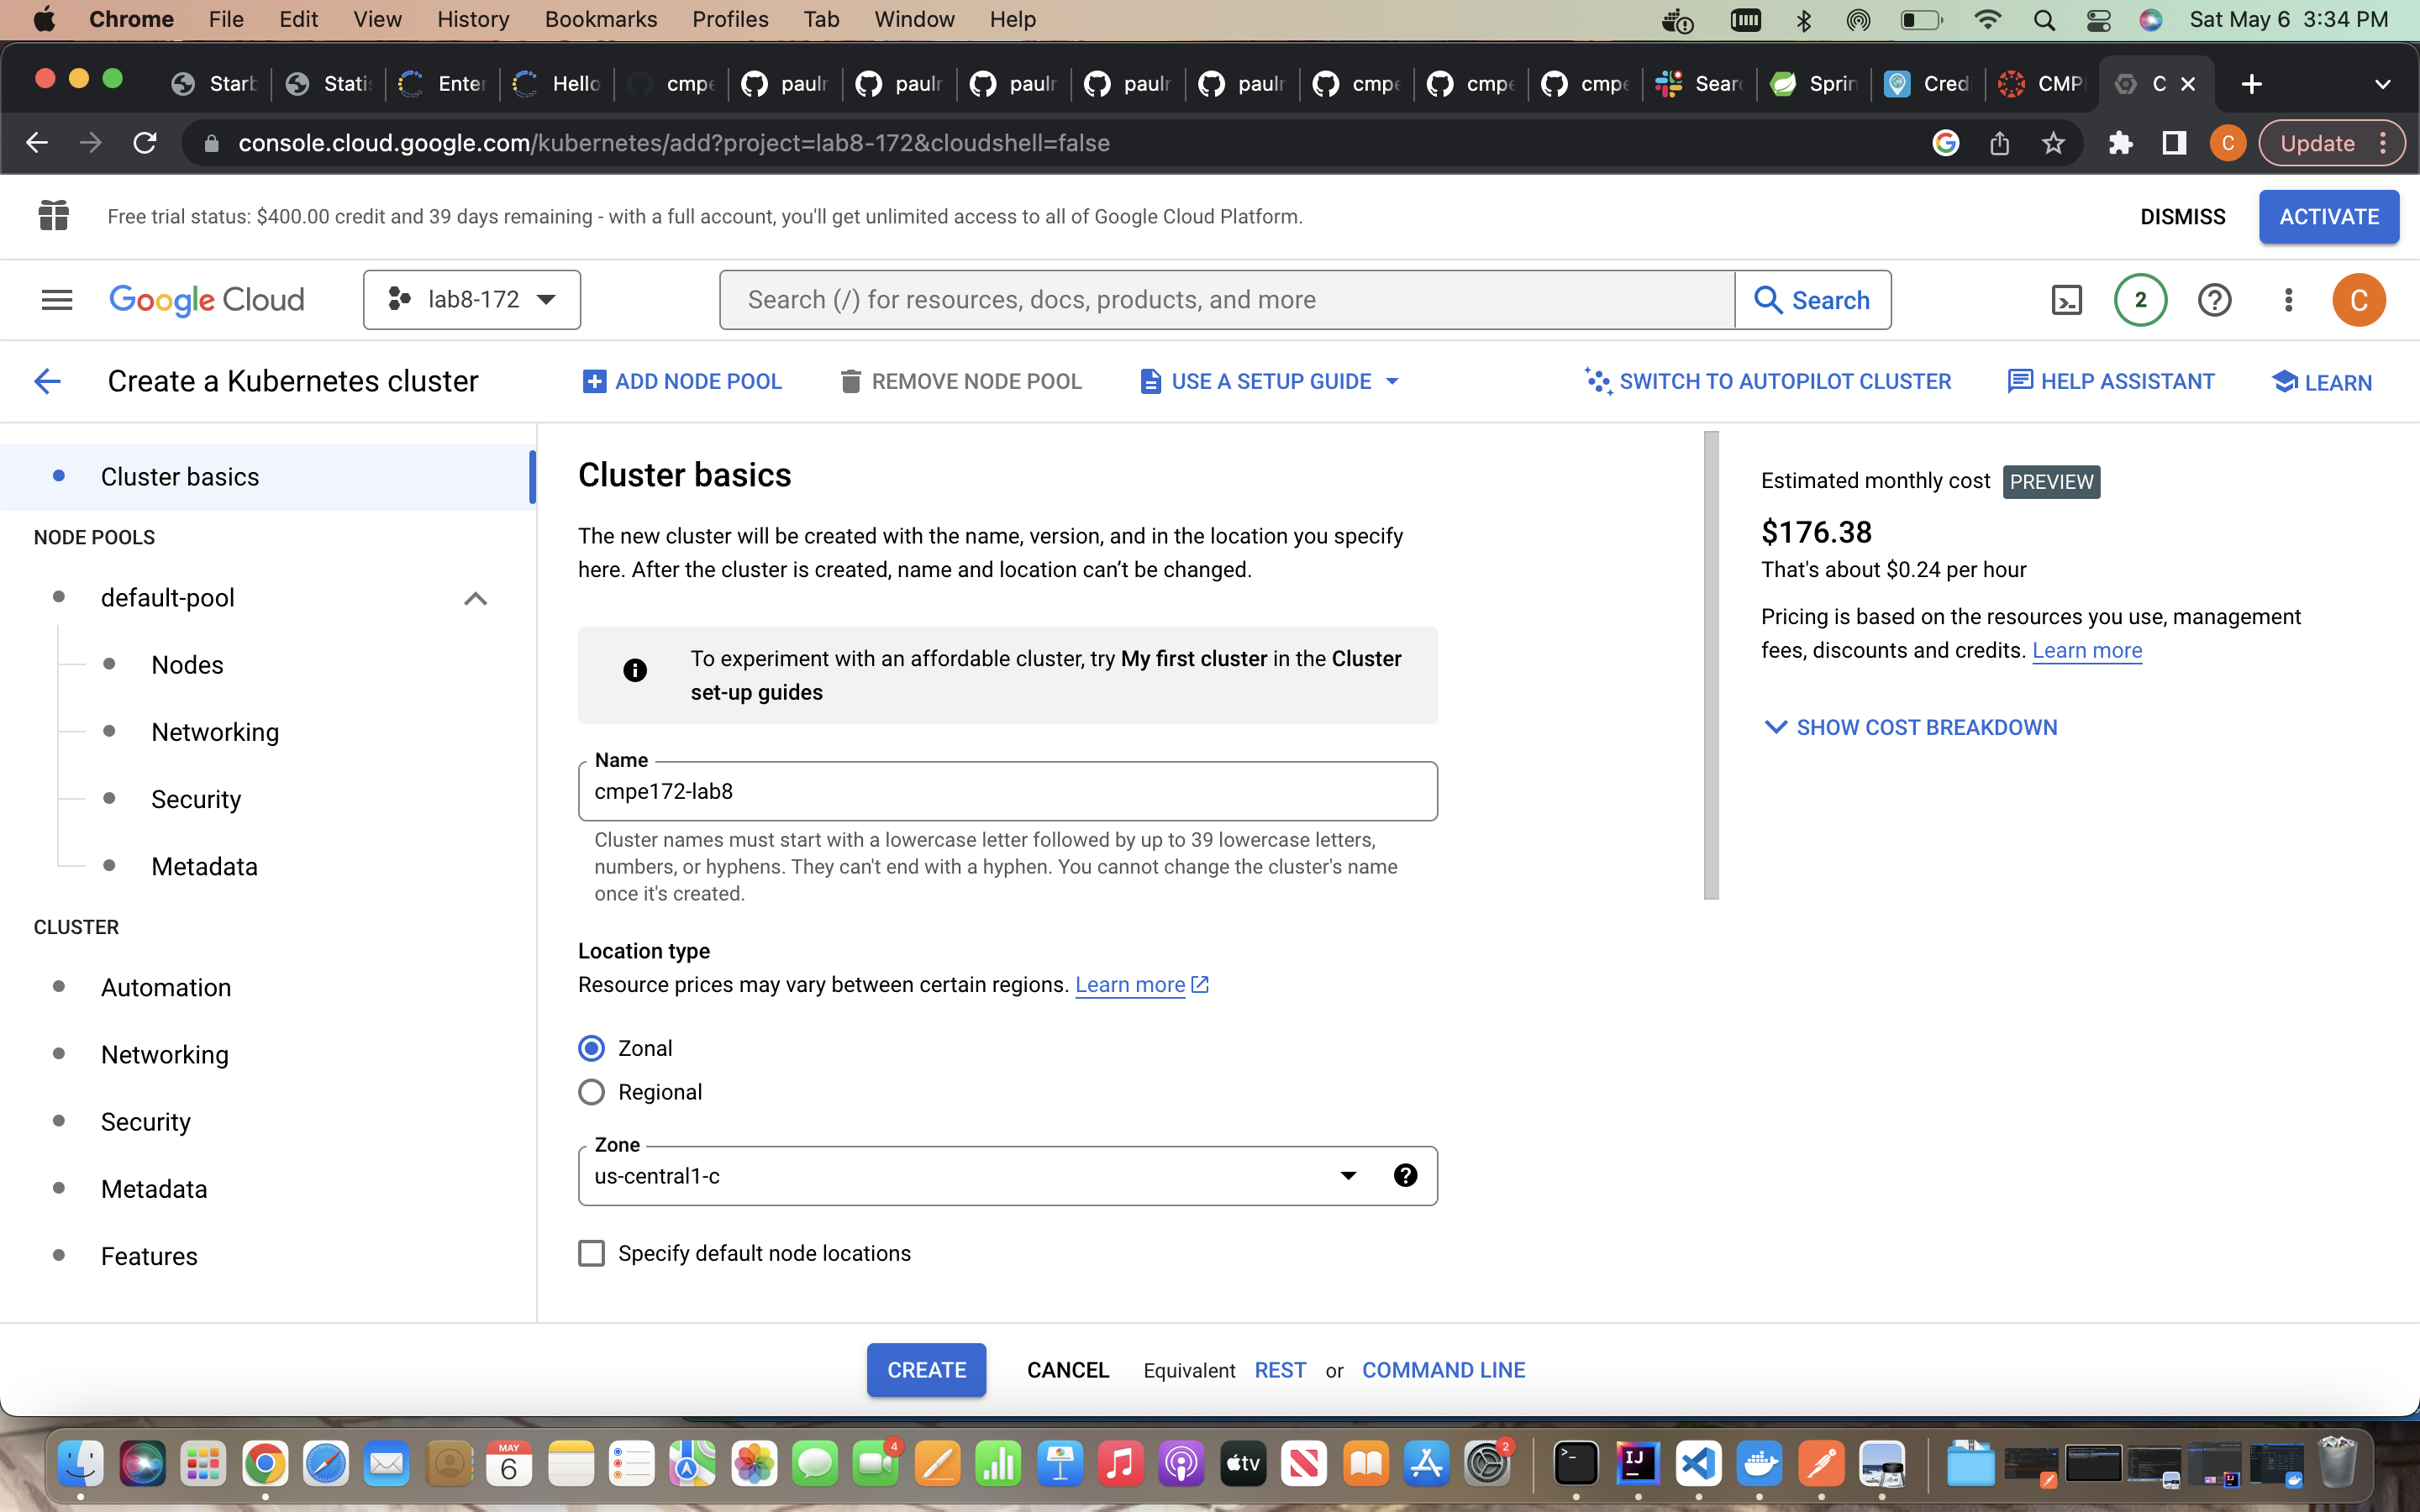 Chrome File Edit View History Bookmarks Profiles Tab Window Help Sat May 6 3:34 PM
Starb Statis Enter Hello cmpe paulr paulr paulr paulr paulr cmpe cmpe cmpe Searc Sprin Cred CMP C
console.cloud.google.com/kubernetes/add?project=lab8-172&cloudshell=false C Update
Free trial status: $400.00 credit and 39 days remaining - with a full account, you'll get unlimited access to all of Google Cloud Platform. DISMISS ACTIVATE
Google Cloud lab8-172 Search (/) for resources, docs, products, and more Search 2 C
Create a Kubernetes cluster ADD NODE POOL REMOVE NODE POOL USE A SETUP GUIDE SWITCH TO AUTOPILOT CLUSTER HELP ASSISTANT LEARN
Cluster basics
NODE POOLS
default-pool
Nodes
Networking
Security
Metadata
CLUSTER
Automation
Networking
Security
Metadata
Features
Cluster basics
The new cluster will be created with the name, version, and in the location you specify
here. After the cluster is created, name and location can't be changed.
To experiment with an affordable cluster, try My first cluster in the Cluster
set-up guides
Name
cmpe172-lab8
Cluster names must start with a lowercase letter followed by up to 39 lowercase letters,
numbers, or hyphens. They can't end with a hyphen. You cannot change the cluster's name
once it's created.
Location type
Resource prices may vary between certain regions. Learn more
Zonal
Regional
Zone
us-central1-c
Specify default node locations
Estimated monthly cost PREVIEW
$176.38
That's about $0.24 per hour
Pricing is based on the resources you use, management
fees, discounts and credits. Learn more
SHOW COST BREAKDOWN
CREATE CANCEL Equivalent REST or COMMAND LINE
MAY
6
4
tv
2
IJ